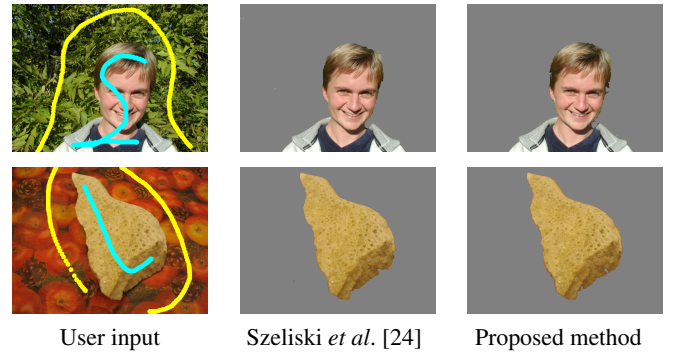 User input
Szeliski et al. [24]
Proposed method